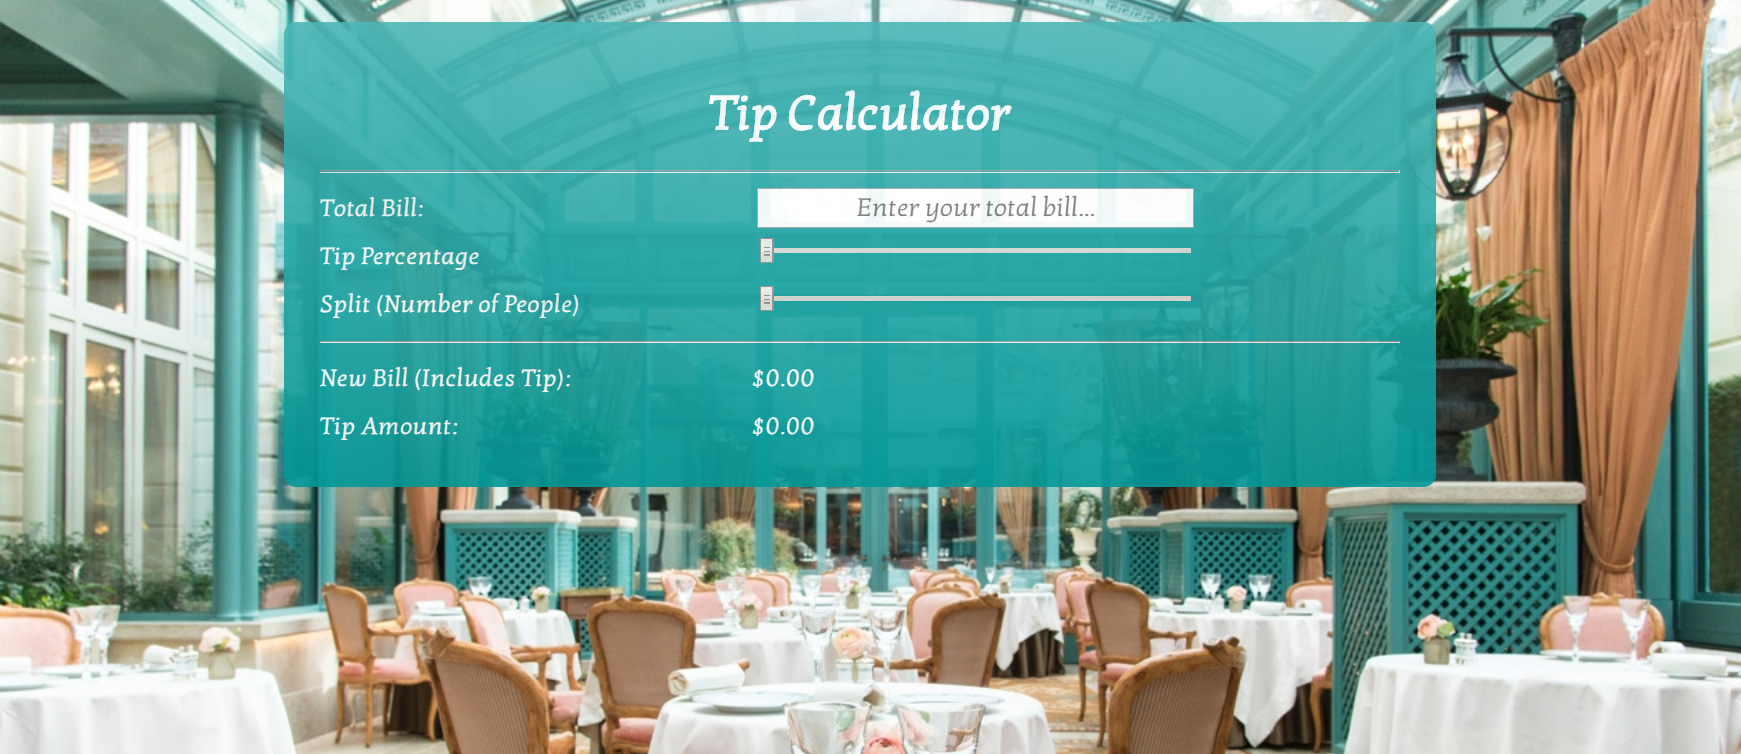 Tip Calculator
Total Bill:
Enter your total bill...
Tip Percentage
Split (Number of People)
New Bill (Includes Tip):
$0.00
Tip Amount:
$0.00